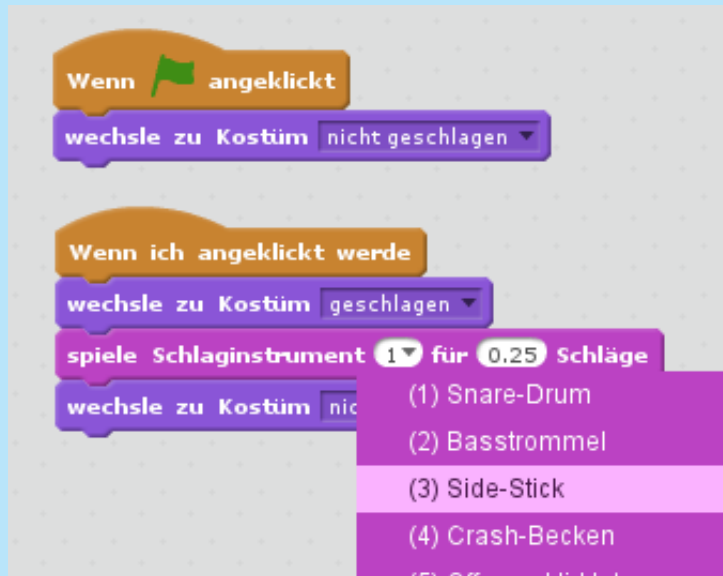 Wenn angeklickt
wechsle zu Kostüm nicht geschlagen
Wenn ich angeklickt werde
wechsle zu Kostüm geschlagen
spiele Schlaginstrument 1 für 0.25 Schläge
wechsle zu Kostüm nic
(1) Snare-Drum
(2) Basstrommel
(3) Side-Stick
(4) Crash-Becken